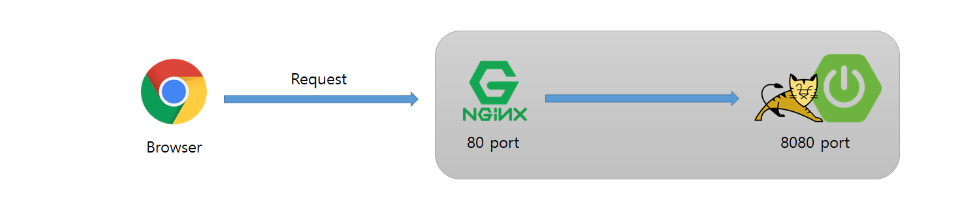 Request
NGiNX
Browser
80 port
8080 port